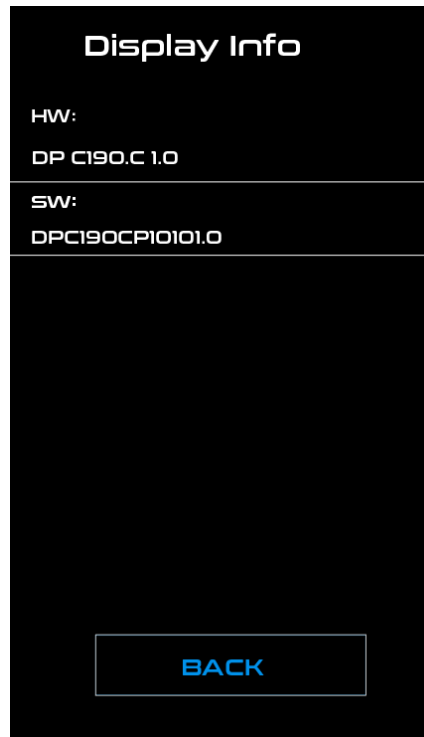 Display Info
HW:
DP C190.C 1.0
SW:
DPC190CP10101.0
BACK